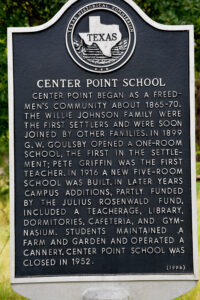 TEXAS
CENTER POINT SCHOOL
CENTER POINT BEGAN AS A FREED-
MEN'S COMMUNITY ABOUT 1865-70.
THE WILLIE JOHNSON FAMILY WERE
THE FIRST SETTLERS AND WERE SOON
JOINED BY OTHER FAMILIES. IN 1899
G.W. GOULSBY OPENED A ONE-ROOM
SCHOOL, THE FIRST IN THE SETTLE-
MENT; PETE GRIFFIN WAS THE FIRST
TEACHER. IN 1916 A NEW FIVE-ROOM
SCHOOL WAS BUILT. IN LATER YEARS
CAMPUS ADDITIONS, PARTLY FUNDED
BY THE JULIUS ROSENWALD FUND,
INCLUDED A TEACHERAGE, LIBRARY,
DORMITORIES, CAFETERIA, AND GYM-
NASIUM. STUDENTS MAINTAINED A
FARM AND GARDEN AND OPERATED A
CANNERY. CENTER POINT SCHOOL WAS
CLOSED IN 1952.